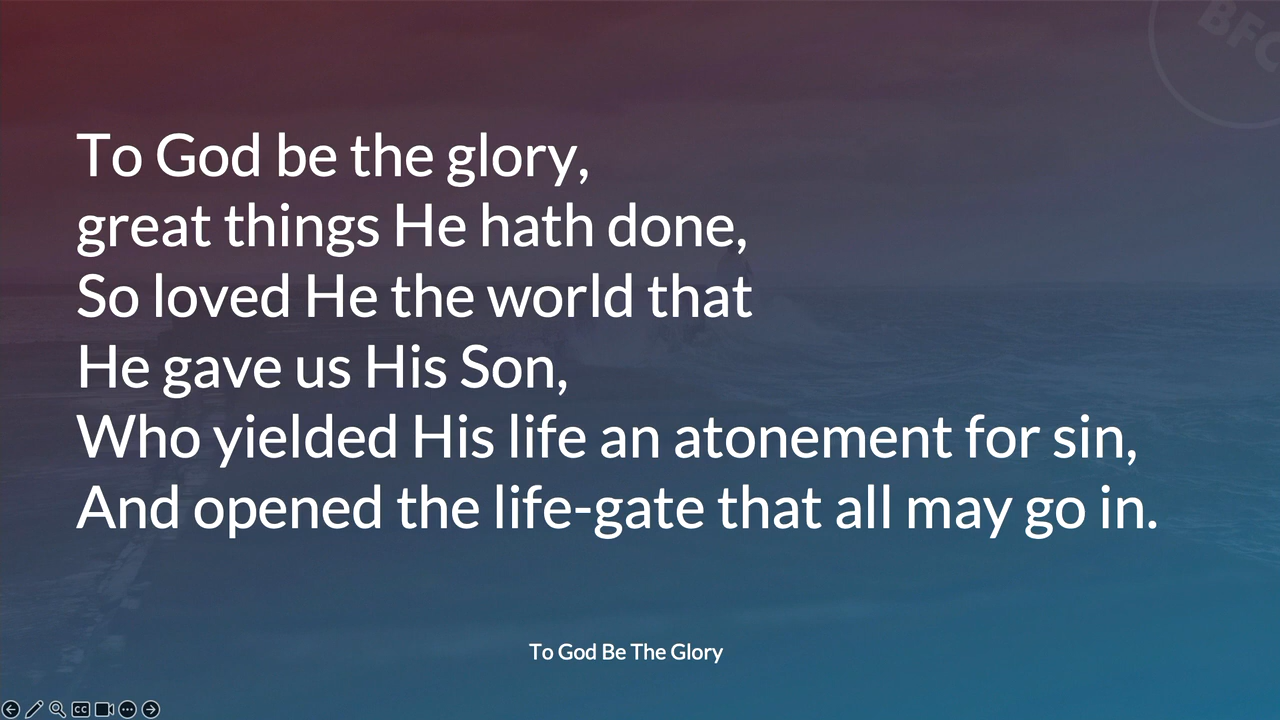 BFC
To God be the glory,
great things He hath done,
So loved He the world that
He gave us His Son,
Who yielded His life an atonement for sin,
And opened the life-gate that all may go in.
To God Be The Glory
CC